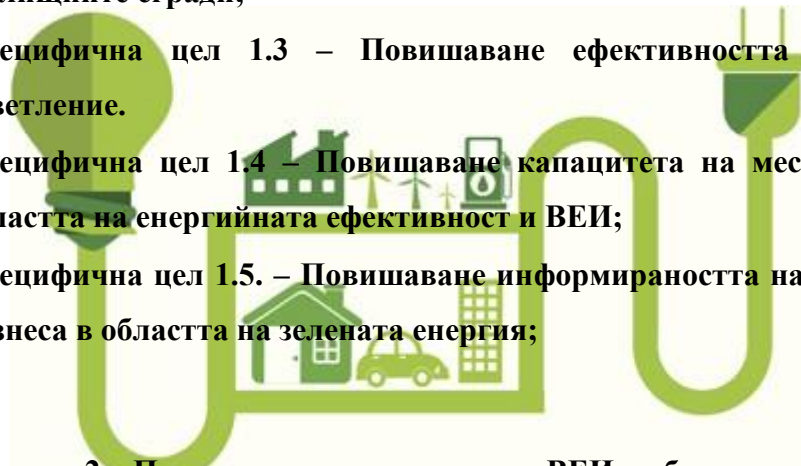 ецифична цел 1.3 – Повишаване ефективността
ветление.
ецифична цел 1.4 – Повишаване капацитета на мес
ластта на енергийната ефективност и ВЕИ;
ецифична цел 1.5. – Повишаване информираността на
знеса в областта на зелената енергия;